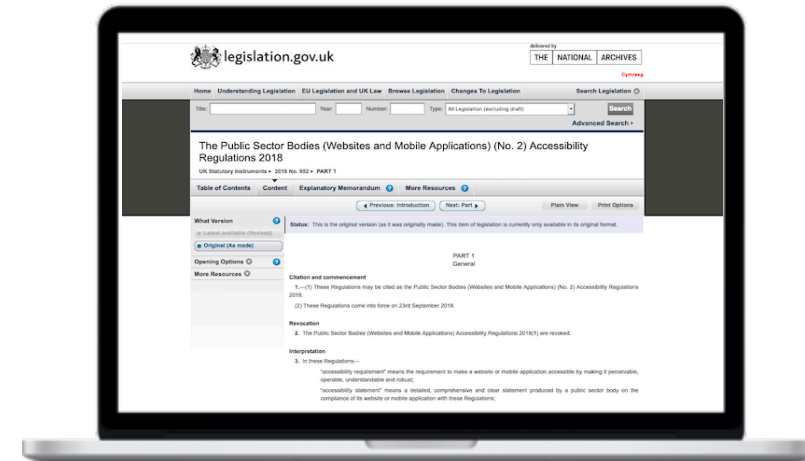 legislation.gov.uk
delivered by
THE NATIONAL ARCHIVES
Cymraeg
Home Understanding Legislation EU Legislation and UK Law Browse Legislation Changes To Legislation Search Legislation
Title: Year: Number: Type: All Legislation (excluding draft) Search
Advanced Search
The Public Sector Bodies (Websites and Mobile Applications) (No. 2) Accessibility
Regulations 2018
UK Statutory Instruments 2018 No. 952 PART 1
Table of Contents Content Explanatory Memorandum ? More Resources ?
Previous: Introduction Next: Part Plain View Print Options
What Version ?
Latest available (Revised)
Original (As made)
Opening Options ?
More Resources
Status: This is the original version (as it was originally made). This item of legislation is currently only available in its original format.
PART 1
General
Citation and commencement
1.—(1) These Regulations may be cited as the Public Sector Bodies (Websites and Mobile Applications) (No. 2) Accessibility Regulations
2018.
(2) These Regulations come into force on 23rd September 2018.
Revocation
2. The Public Sector Bodies (Websites and Mobile Applications) Accessibility Regulations 2018(1) are revoked.
Interpretation
3. In these Regulations—
"accessibility requirement" means the requirement to make a website or mobile application accessible by making it perceivable,
operable, understandable and robust;
"accessibility statement" means a detailed, comprehensive and clear statement produced by a public sector body on the
compliance of its website or mobile application with these Regulations;